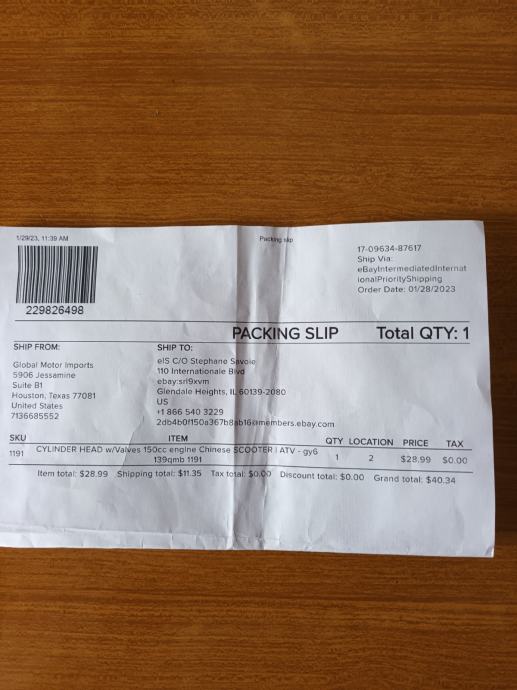 1/29/23, 11:39 AM
Packing slip
229826498
17-09634-87617
Ship Via:
eBayIntermediatedInternat
ionalPriorityShipping
Order Date: 01/28/2023
PACKING SLIP Total QTY: 1
SHIP FROM:
Global Motor Imports
5906 Jessamine
Suite B1
Houston, Texas 77081
United States
7136685552
SHIP TO:
eIS C/O Stephane Savoie
110 Internationale Blvd
ebay:srl9xvm
Glendale Heights, IL 60139-2080
US
+1 866 540 3229
2db4b0f150a367b8ab16@members.ebay.com
SKU ITEM QTY LOCATION PRICE TAX
1191 CYLINDER HEAD w/Valves 150cc engine Chinese SCOOTER | ATV - gy6 1 2 $28.99 $0.00
139qmb 1191
Item total: $28.99 Shipping total: $11.35 Tax total: $0.00 Discount total: $0.00 Grand total: $40.34